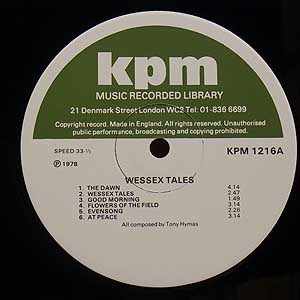 kpm
MUSIC RECORDED LIBRARY
21 Denmark Street London WC2 Tel: 01-836 6699
Copyright record. Made in England. All rights reserved. Unauthorised
public performance, broadcasting and copying prohibited.
SPEED 33-⅓
KPM 1216A
℗ 1978
WESSEX TALES
1. THE DAWN 4.14
2. WESSEX TALES 2.47
3. GOOD MORNING 1.49
4. FLOWERS OF THE FIELD 3.14
5. EVENSONG 2.26
6. AT PEACE 3.14
All composed by Tony Hymas